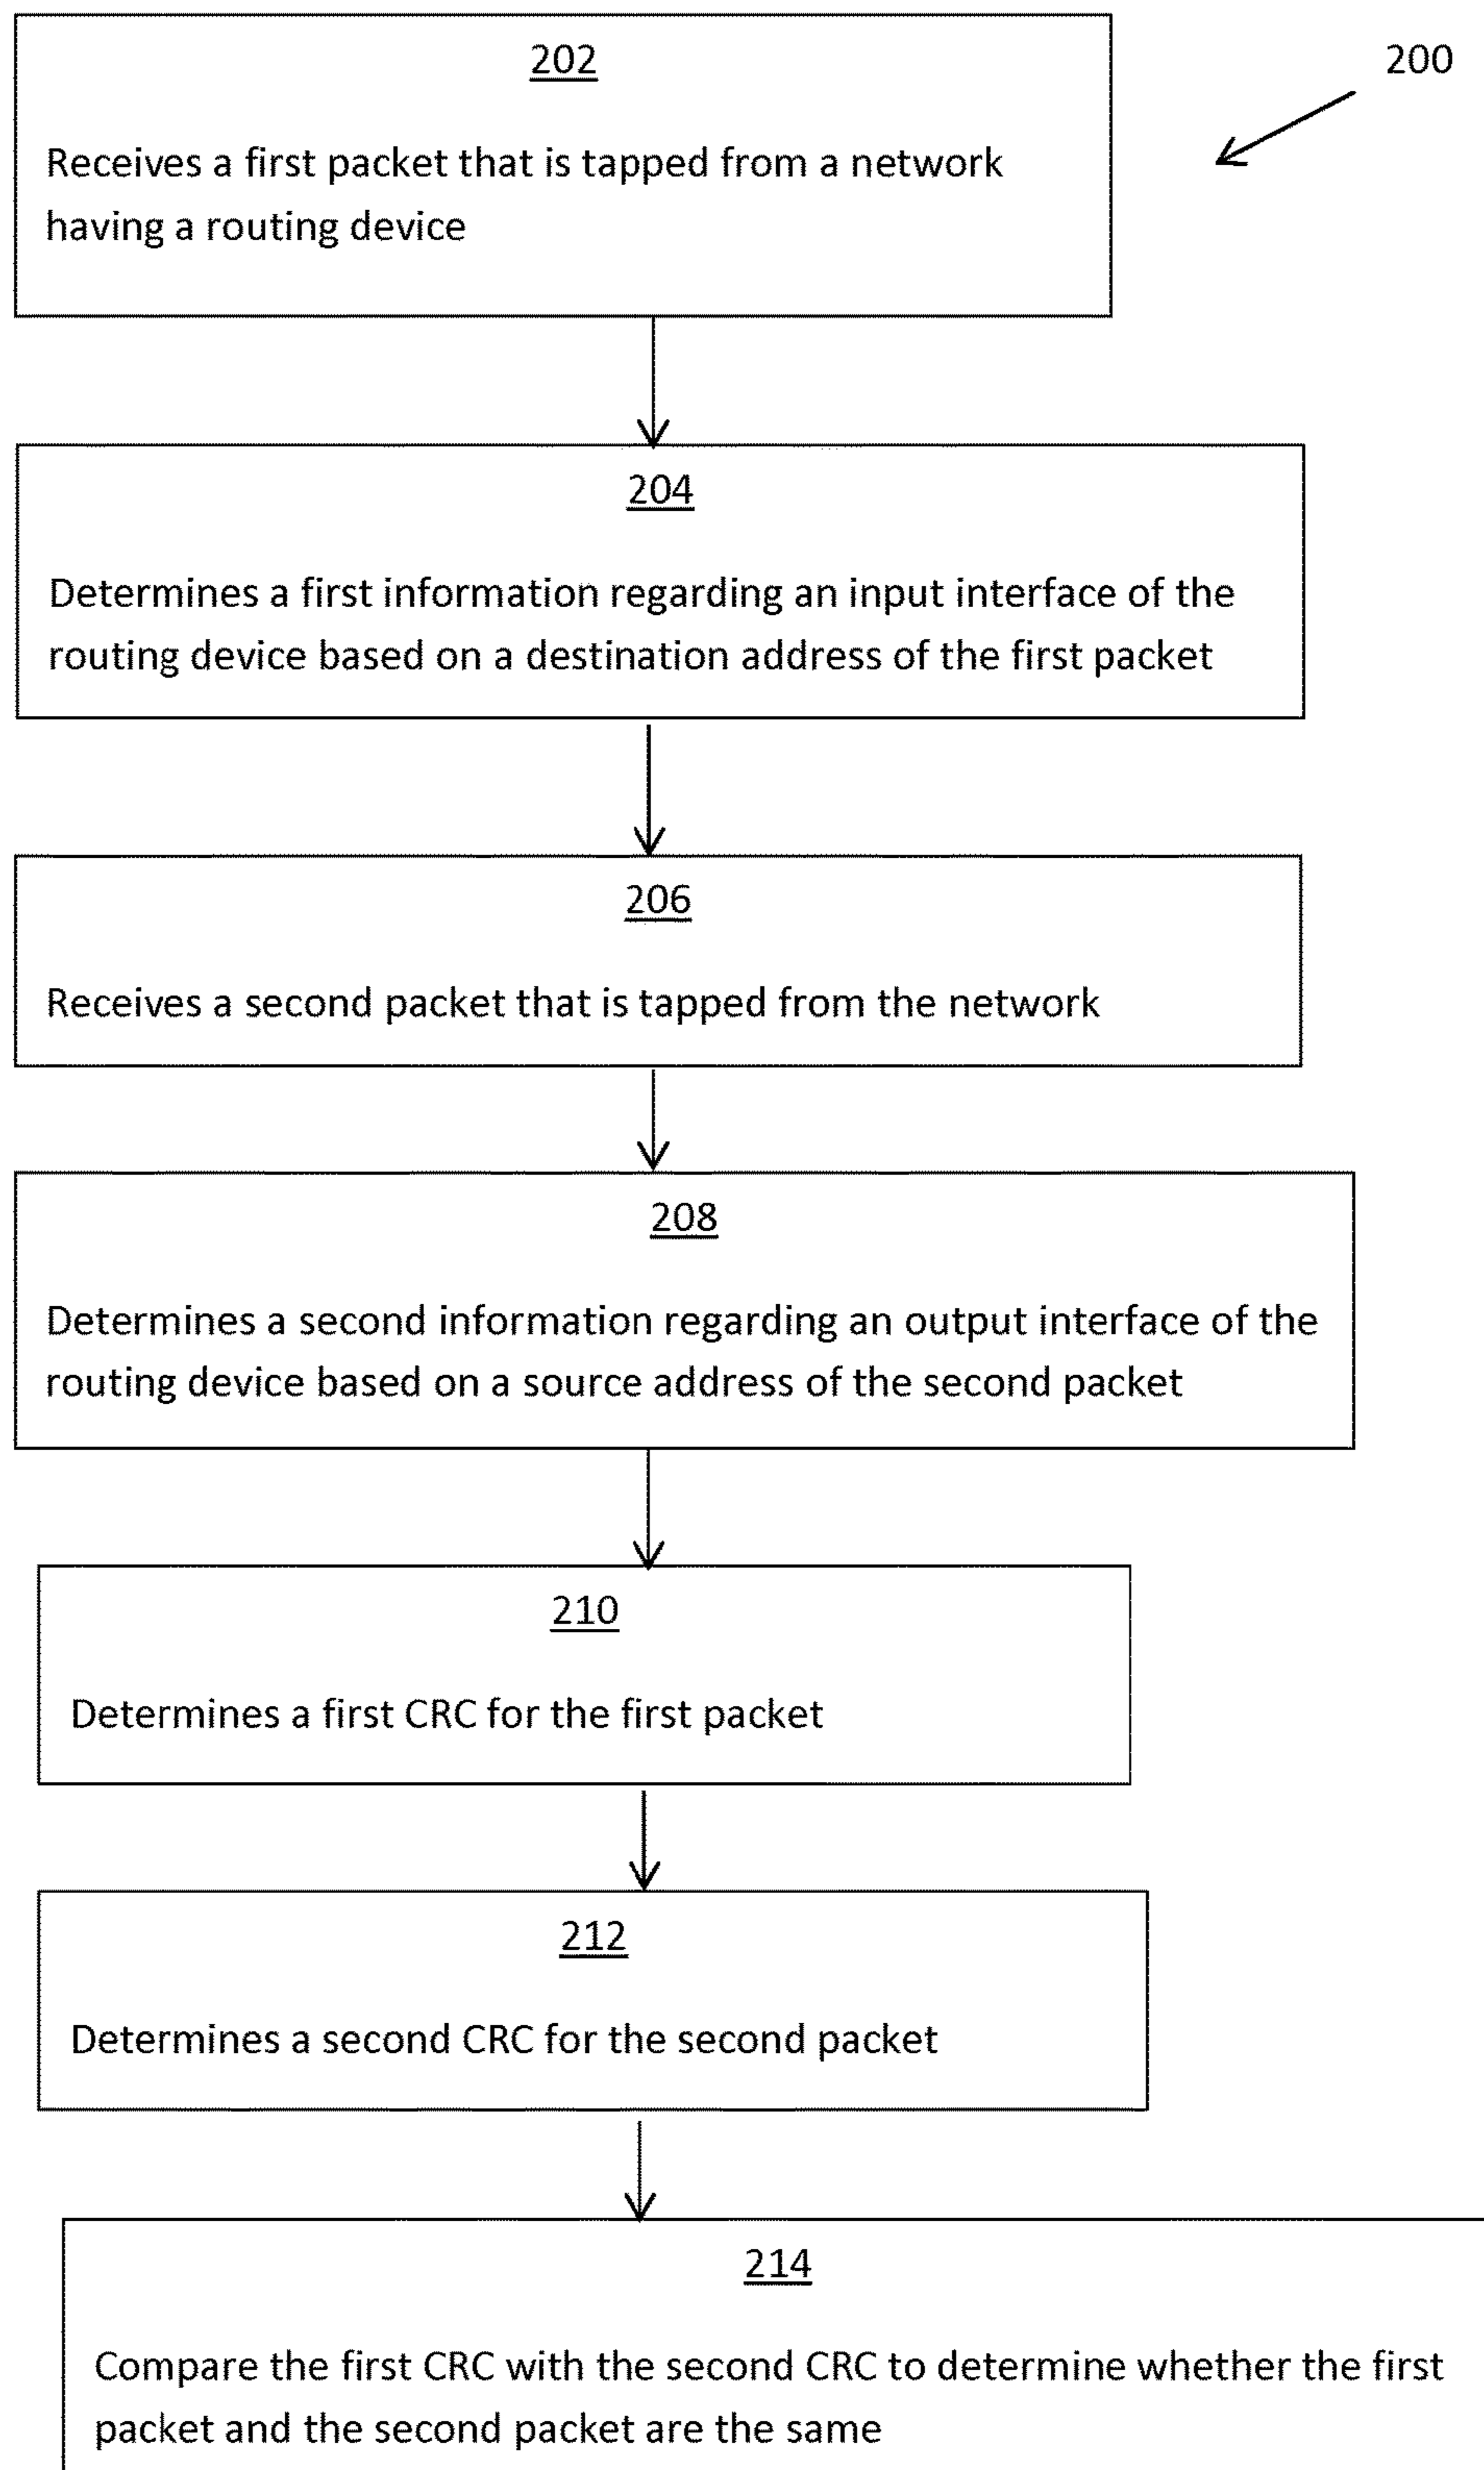 202
200
Receives a first packet that is tapped from a network
having a routing device
204
Determines a first information regarding an input interface of the
routing device based on a destination address of the first packet
206
Receives a second packet that is tapped from the network
208
Determines a second information regarding an output interface of the
routing device based on a source address of the second packet
210
Determines a first CRC for the first packet
212
Determines a second CRC for the second packet
214
Compare the first CRC with the second CRC to determine whether the first
packet and the second packet are the same